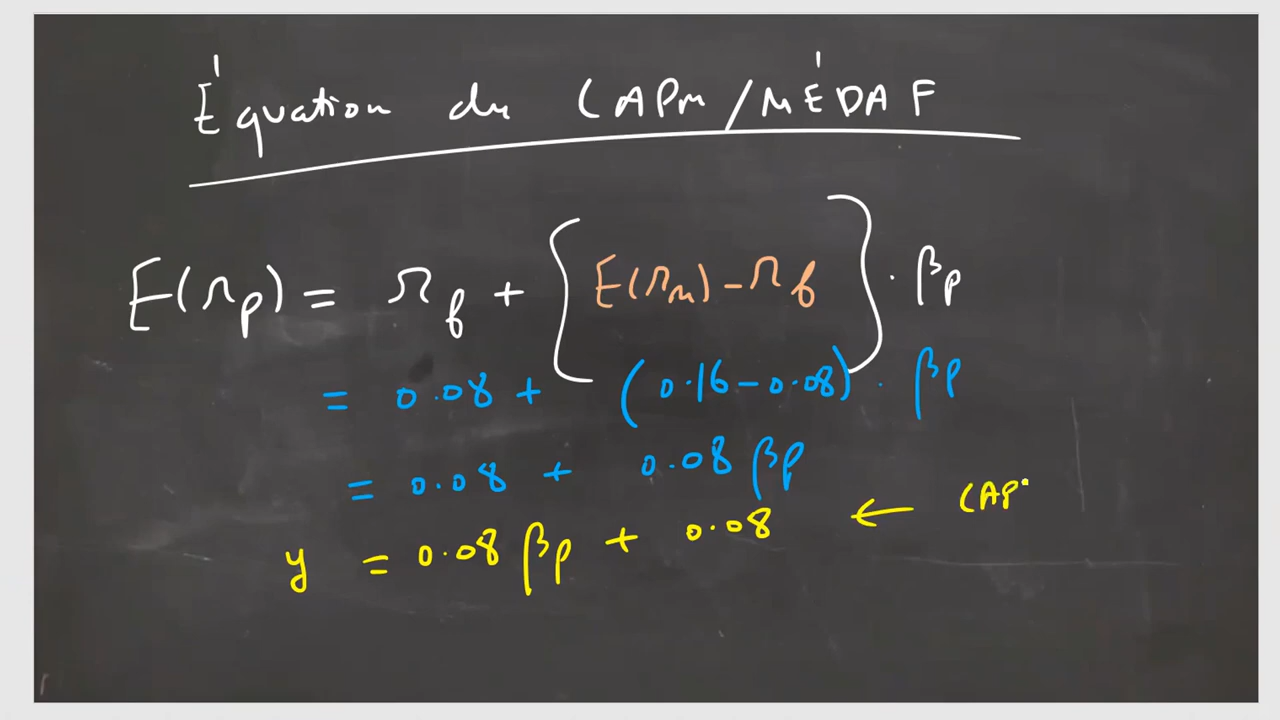 Équation du CAPM/MÉDAF
E(rp) = rf + [E(rm) - rf] · βp
= 0.08 + (0.16 - 0.08) · βp
= 0.08 + 0.08 βp
y = 0.08 βp + 0.08 ← CAP